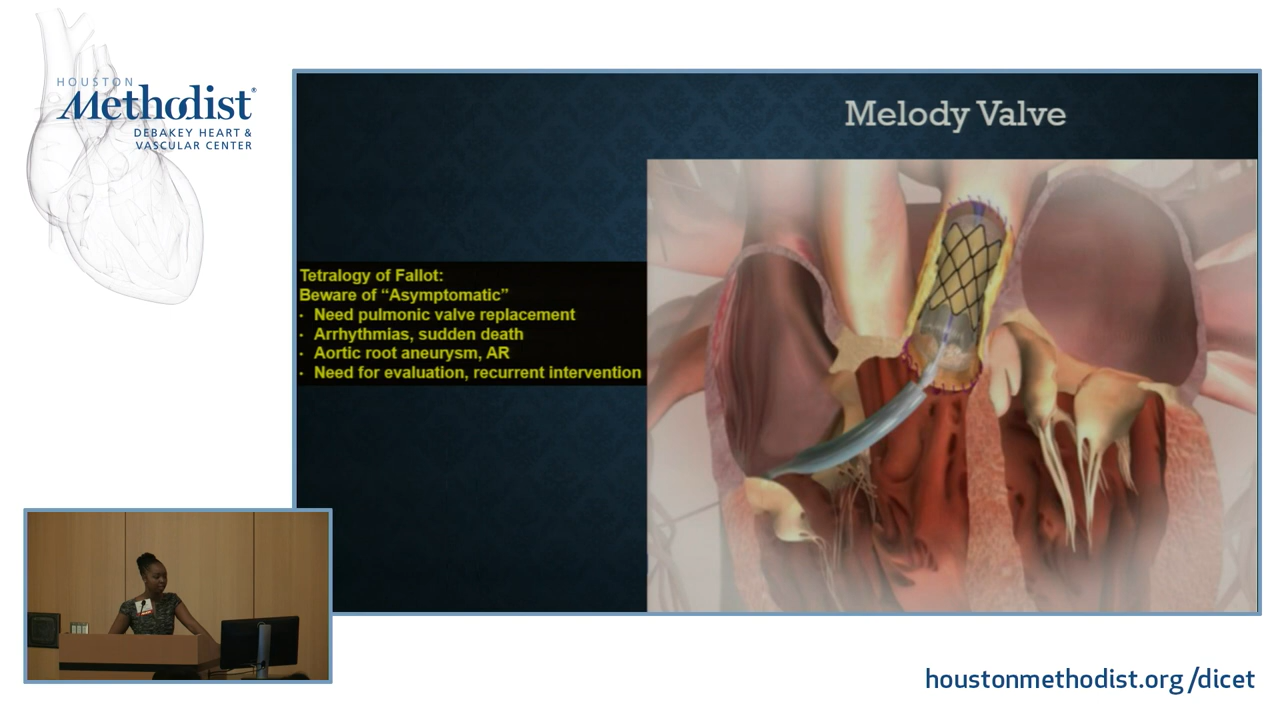 HOUSTON
Methodist®
DEBAKEY HEART &
VASCULAR CENTER
Melody Valve
Tetralogy of Fallot:
Beware of “Asymptomatic”
· Need pulmonic valve replacement
· Arrhythmias, sudden death
· Aortic root aneurysm, AR
· Need for evaluation, recurrent intervention
houstonmethodist.org/dicet